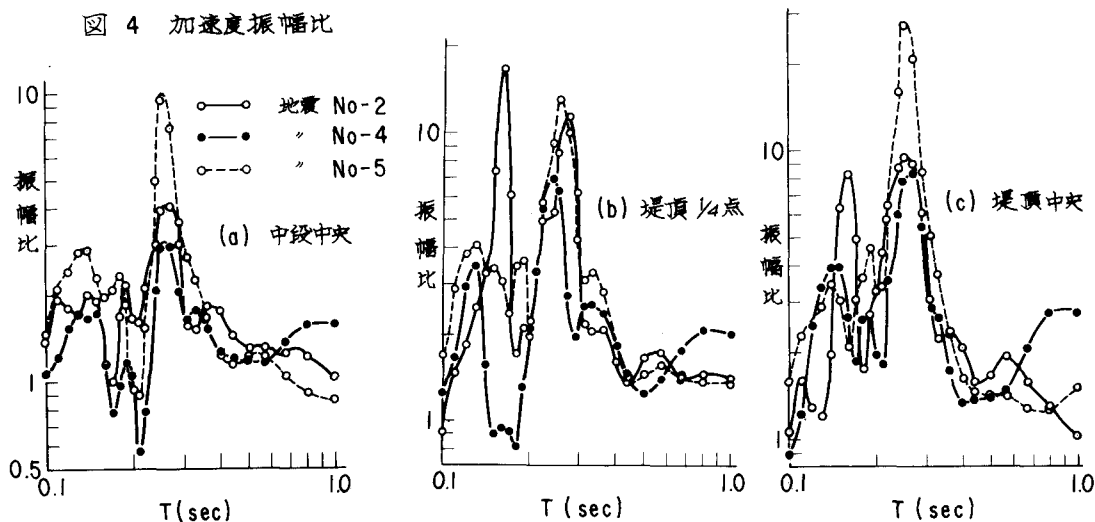 図 4 加速度振幅比
地震 No-2
〃 No-4
〃 No-5
振幅比
10
1
0.5
0.1
1.0
T (sec)
(a) 中段中央
振幅比
10
1
0.1
1.0
T (sec)
(b) 堤頂 1/4点
振幅比
10
1
0.1
1.0
T (sec)
(c) 堤頂中央